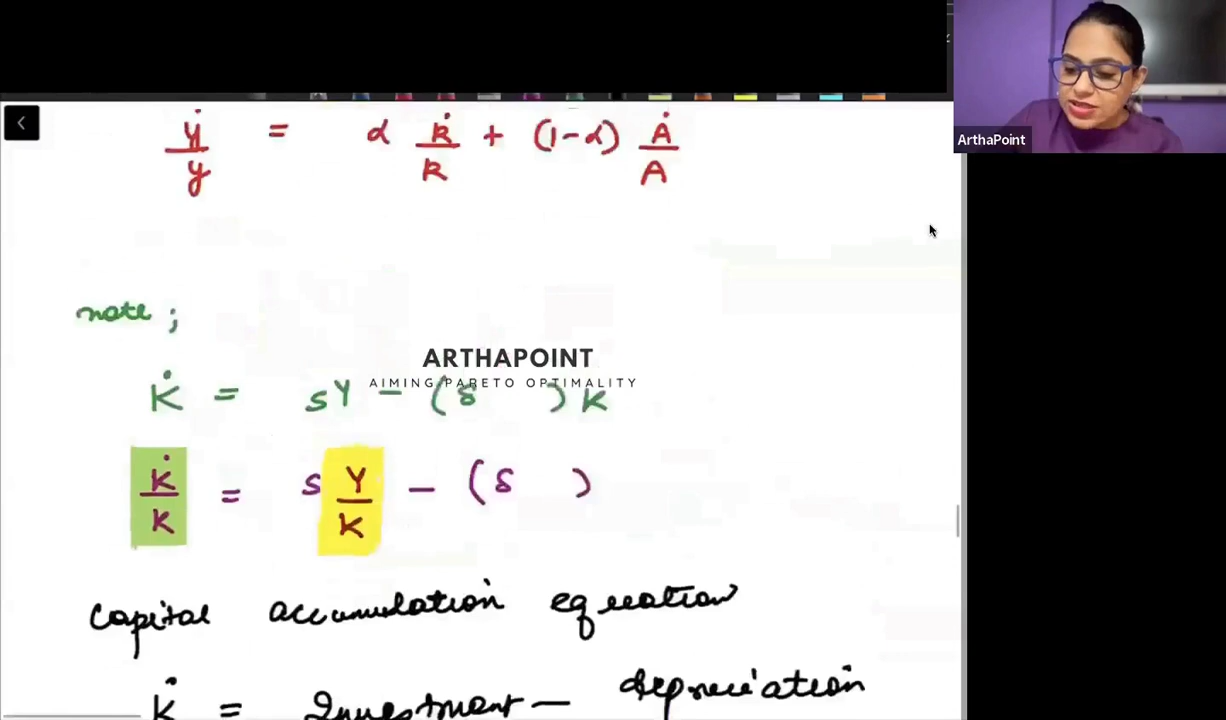 ẏ/y = α k̇/k + (1-α) Ȧ/A
ArthaPoint
note ;
ARTHAPOINT
AIMING PARETO OPTIMALITY
K̇ = sY - (δ ) K
K̇/K = s Y/K - (δ )
Capital accumulation equation
K̇ = Investment - depreciation